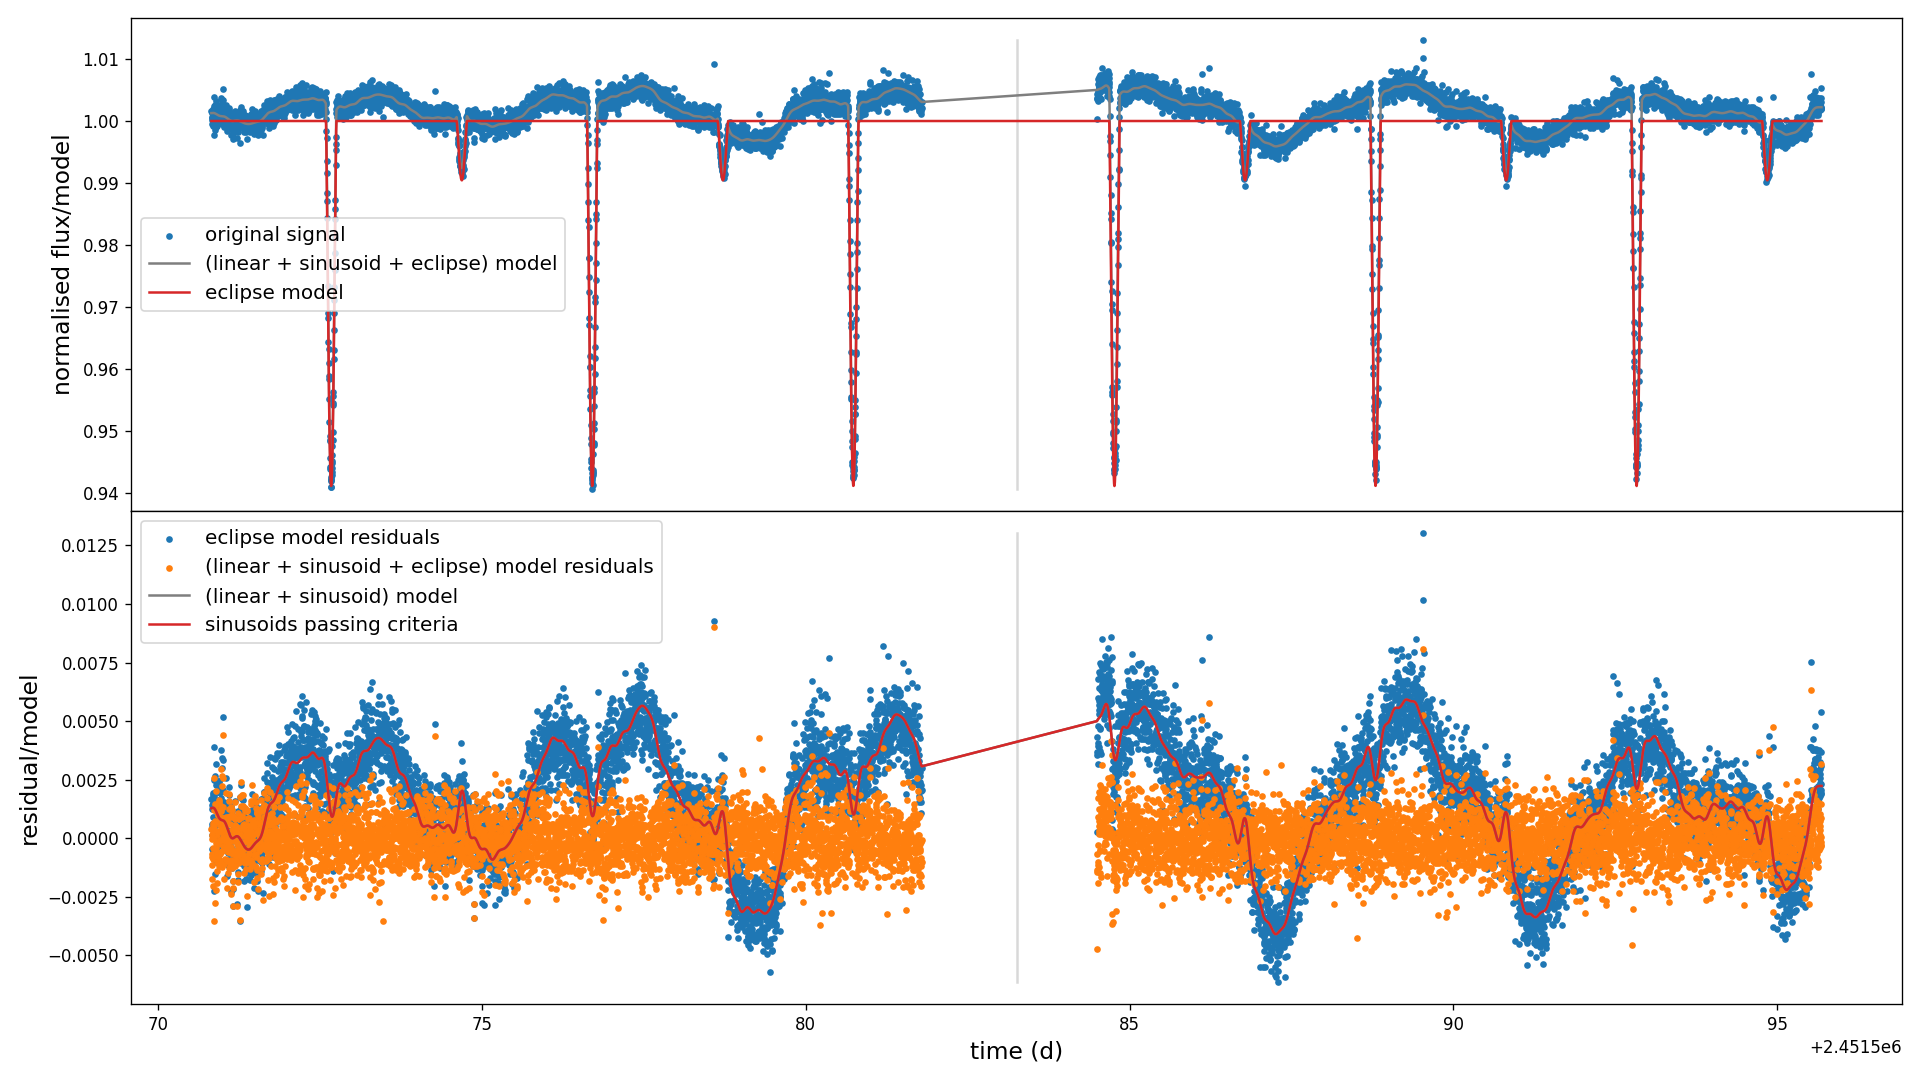 1.01
1.00
0.99
0.98
0.97
0.96
0.95
0.94
normalised flux/model
original signal
(linear + sinusoid + eclipse) model
eclipse model
0.0125
0.0100
0.0075
0.0050
0.0025
0.0000
−0.0025
−0.0050
residual/model
eclipse model residuals
(linear + sinusoid + eclipse) model residuals
(linear + sinusoid) model
sinusoids passing criteria
70 75 80 85 90 95
time (d)
+2.4515e6